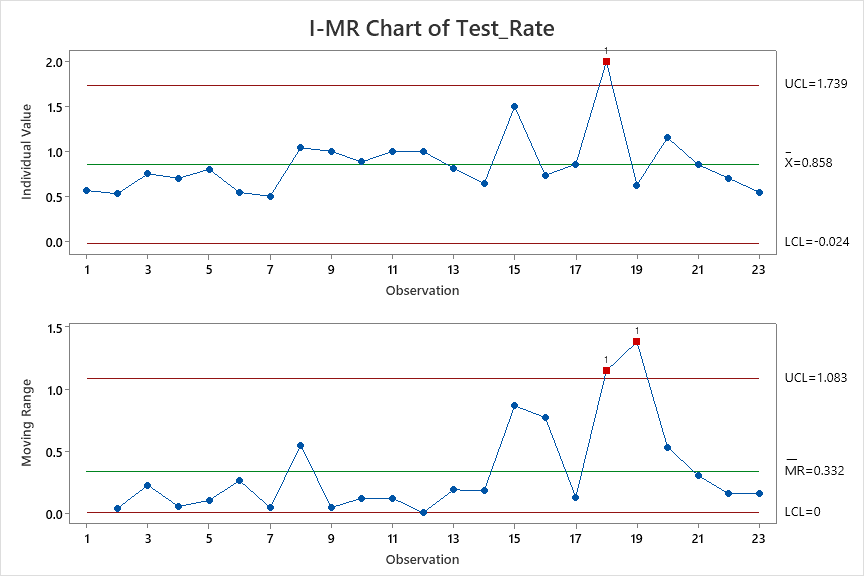 I-MR Chart of Test_Rate
1
2.0
1.5
1.0
0.5
0.0
Individual Value
UCL=1.739
X̄=0.858
LCL=-0.024
1 3 5 7 9 11 13 15 17 19 21 23
Observation
1 1
1.5
1.0
0.5
0.0
Moving Range
UCL=1.083
M̅R̅=0.332
LCL=0
1 3 5 7 9 11 13 15 17 19 21 23
Observation